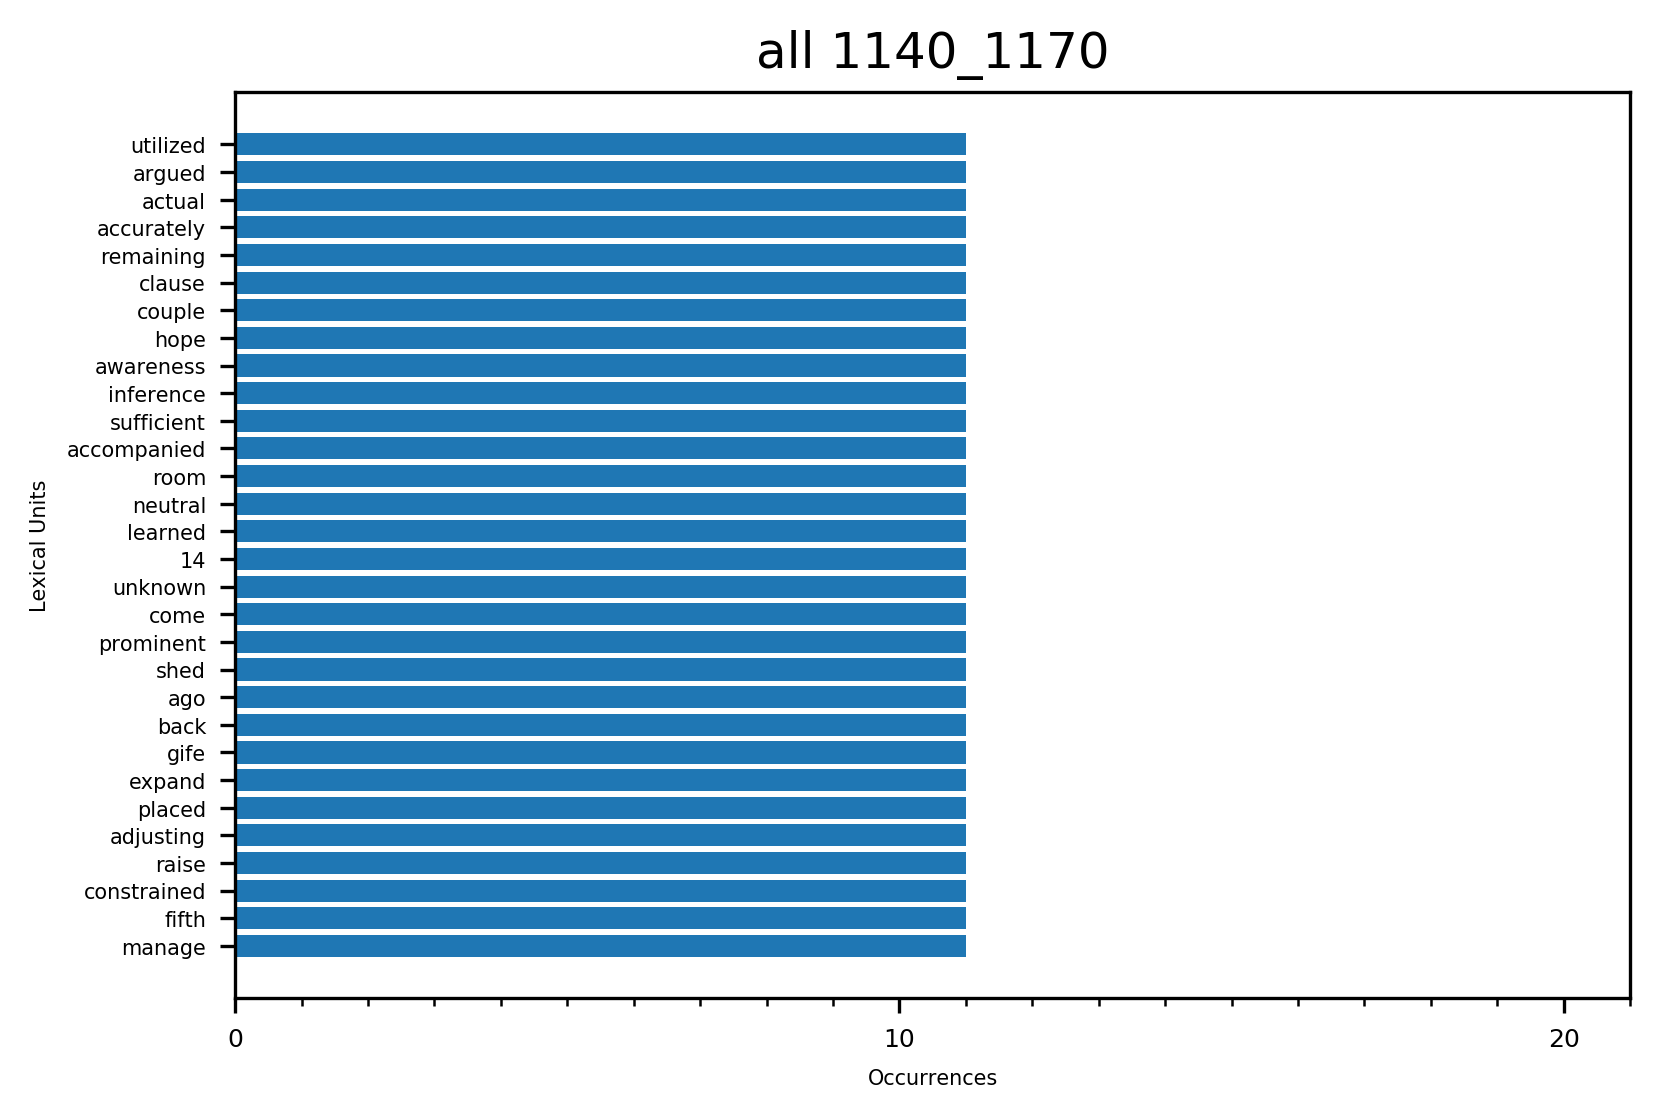 all 1140_1170
utilized
argued
actual
accurately
remaining
clause
couple
hope
awareness
inference
sufficient
accompanied
room
neutral
learned
14
unknown
come
prominent
shed
ago
back
gife
expand
placed
adjusting
raise
constrained
fifth
manage
Lexical Units
0 10 20
Occurrences